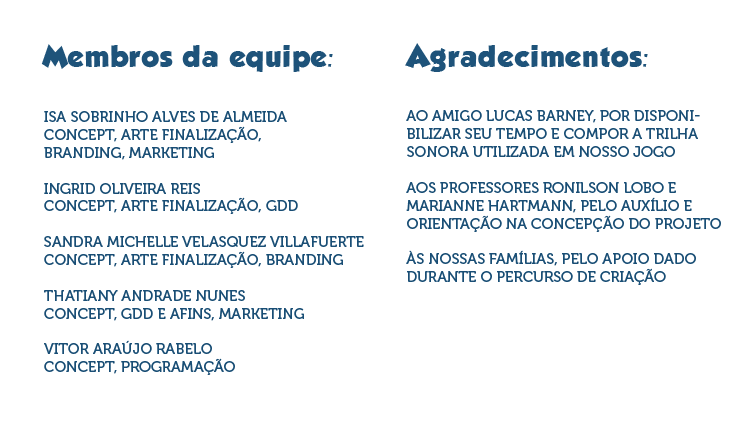 Membros da equipe:
ISA SOBRINHO ALVES DE ALMEIDA
CONCEPT, ARTE FINALIZAÇÃO,
BRANDING, MARKETING
INGRID OLIVEIRA REIS
CONCEPT, ARTE FINALIZAÇÃO, GDD
SANDRA MICHELLE VELASQUEZ VILLAFUERTE
CONCEPT, ARTE FINALIZAÇÃO, BRANDING
THATIANY ANDRADE NUNES
CONCEPT, GDD E AFINS, MARKETING
VITOR ARAÚJO RABELO
CONCEPT, PROGRAMAÇÃO
Agradecimentos:
AO AMIGO LUCAS BARNEY, POR DISPONI-
BILIZAR SEU TEMPO E COMPOR A TRILHA
SONORA UTILIZADA EM NOSSO JOGO
AOS PROFESSORES RONILSON LOBO E
MARIANNE HARTMANN, PELO AUXÍLIO E
ORIENTAÇÃO NA CONCEPÇÃO DO PROJETO
ÀS NOSSAS FAMÍLIAS, PELO APOIO DADO
DURANTE O PERCURSO DE CRIAÇÃO